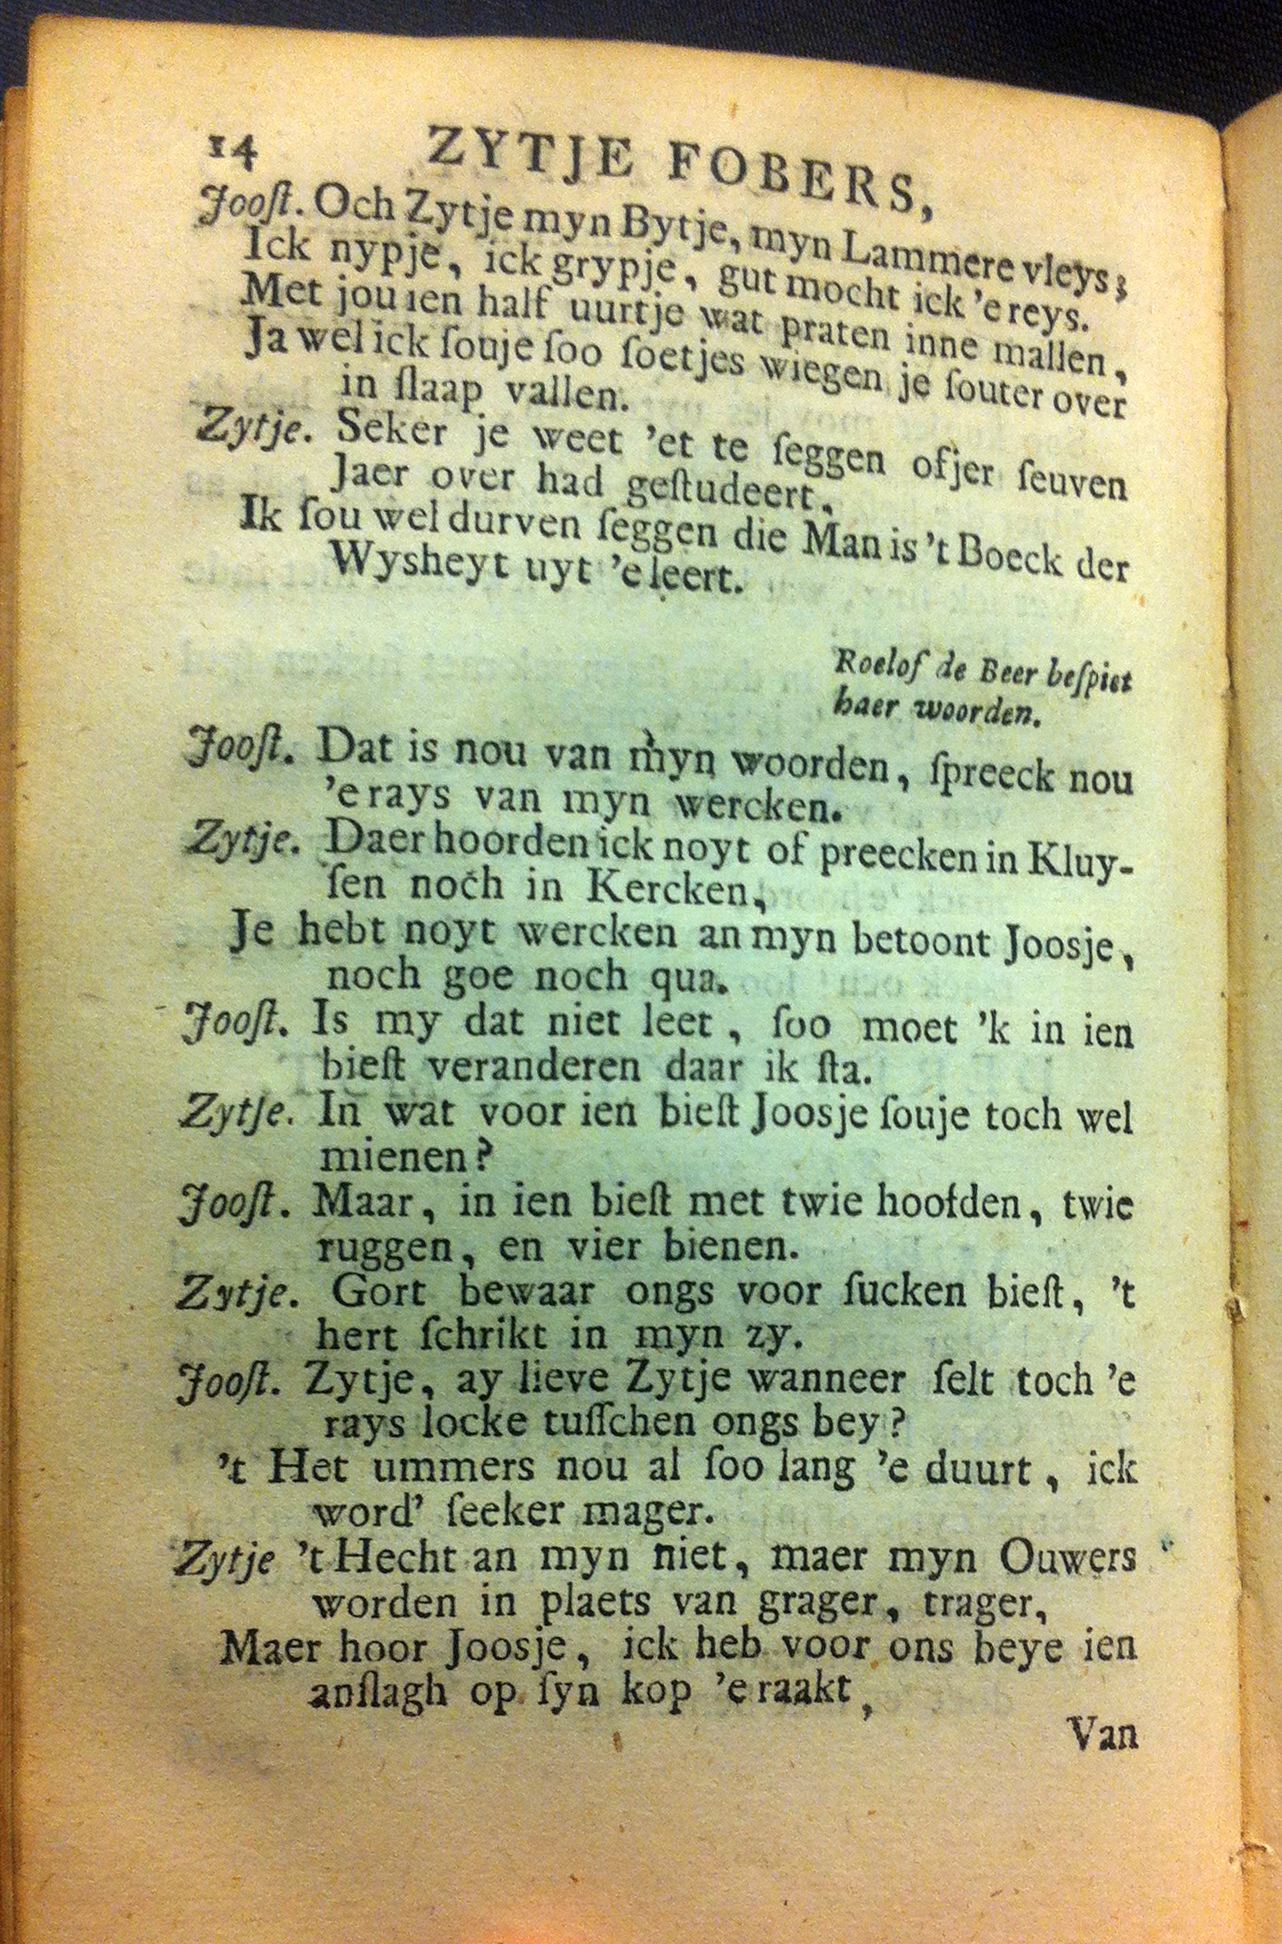 14 ZYTJE FOBERS,
Jooſt. Och Zytje myn Bytje, myn Lammere vleys;
Ick nypje, ick grypje, gut mocht ick 'e reys.
Met jou ien half uurtje wat praten inne mallen,
Ja wel ick ſouje ſoo ſoetjes wiegen je ſouter over
in ſlaap vallen.
Zytje. Seker je weet 'et te ſeggen ofjer ſeuven
Jaer over had geſtudeert.
Ik ſou wel durven ſeggen die Man is 't Boeck der
Wysheyt uyt 'e leert.
Roelof de Beer beſpiet
haer woorden.
Jooſt. Dat is nou van myn woorden, ſpreeck nou
'e rays van myn wercken.
Zytje. Daer hoorden ick noyt of preecken in Kluy-
ſen noch in Kercken,
Je hebt noyt wercken an myn betoont Joosje,
noch goe noch qua.
Jooſt. Is my dat niet leet, ſoo moet 'k in ien
bieſt veranderen daar ik ſta.
Zytje. In wat voor ien bieſt Joosje ſouje toch wel
mienen?
Jooſt. Maar, in ien bieſt met twie hoofden, twie
ruggen, en vier bienen.
Zytje. Gort bewaar ongs voor ſucken bieſt, 't
hert ſchrikt in myn zy.
Jooſt. Zytje, ay lieve Zytje wanneer ſelt toch 'e
rays locke tuſſchen ongs bey?
't Het ummers nou al ſoo lang 'e duurt, ick
word' ſeeker mager.
Zytje 't Hecht an myn niet, maer myn Ouwers
worden in plaets van grager, trager,
Maer hoor Joosje, ick heb voor ons beye ien
anſlagh op ſyn kop 'e raakt,
Van